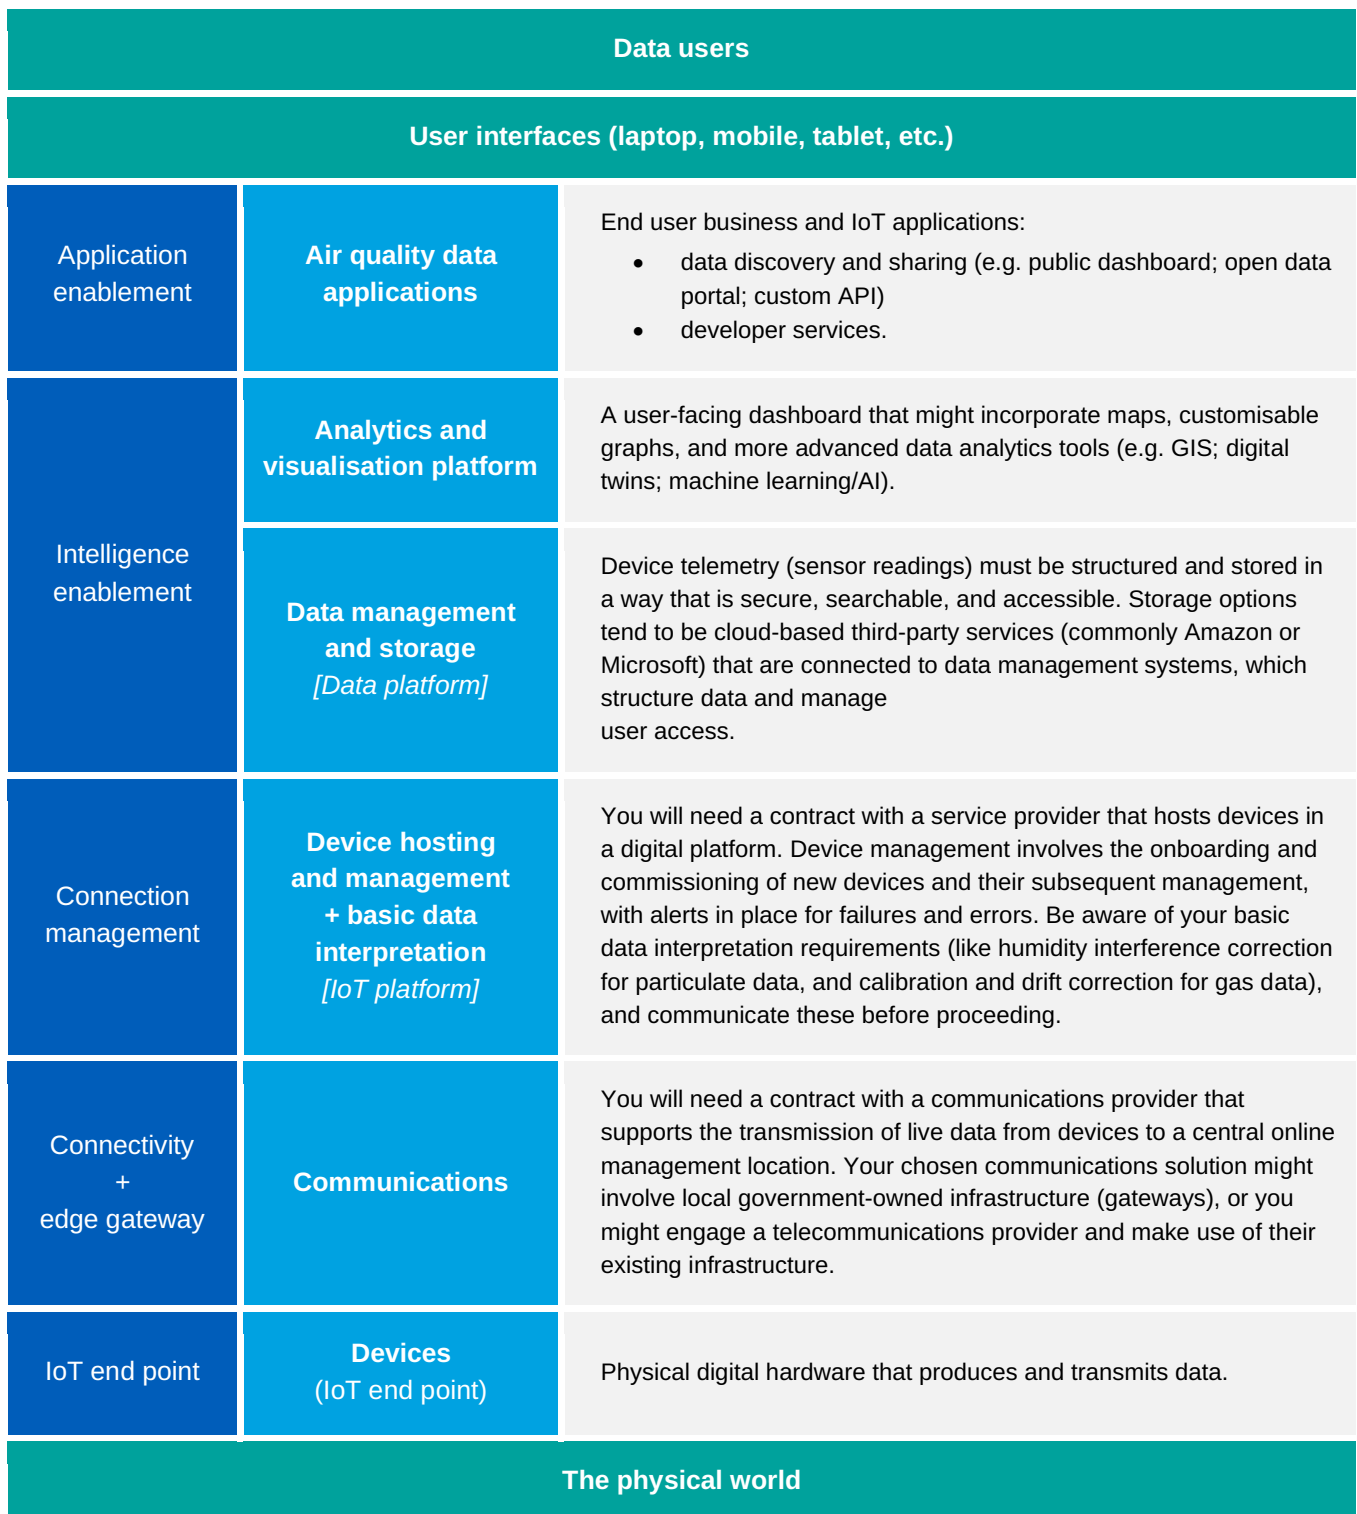 Data users
User interfaces (laptop, mobile, tablet, etc.)
Application
enablement
Air quality data
applications
End user business and IoT applications:
• data discovery and sharing (e.g. public dashboard; open data
portal; custom API)
• developer services.
Intelligence
enablement
Analytics and
visualisation platform
A user-facing dashboard that might incorporate maps, customisable
graphs, and more advanced data analytics tools (e.g. GIS; digital
twins; machine learning/AI).
Data management
and storage
[Data platform]
Device telemetry (sensor readings) must be structured and stored in
a way that is secure, searchable, and accessible. Storage options
tend to be cloud-based third-party services (commonly Amazon or
Microsoft) that are connected to data management systems, which
structure data and manage
user access.
Connection
management
Device hosting
and management
+ basic data
interpretation
[IoT platform]
You will need a contract with a service provider that hosts devices in
a digital platform. Device management involves the onboarding and
commissioning of new devices and their subsequent management,
with alerts in place for failures and errors. Be aware of your basic
data interpretation requirements (like humidity interference correction
for particulate data, and calibration and drift correction for gas data),
and communicate these before proceeding.
Connectivity
+
edge gateway
Communications
You will need a contract with a communications provider that
supports the transmission of live data from devices to a central online
management location. Your chosen communications solution might
involve local government-owned infrastructure (gateways), or you
might engage a telecommunications provider and make use of their
existing infrastructure.
IoT end point
Devices
(IoT end point)
Physical digital hardware that produces and transmits data.
The physical world